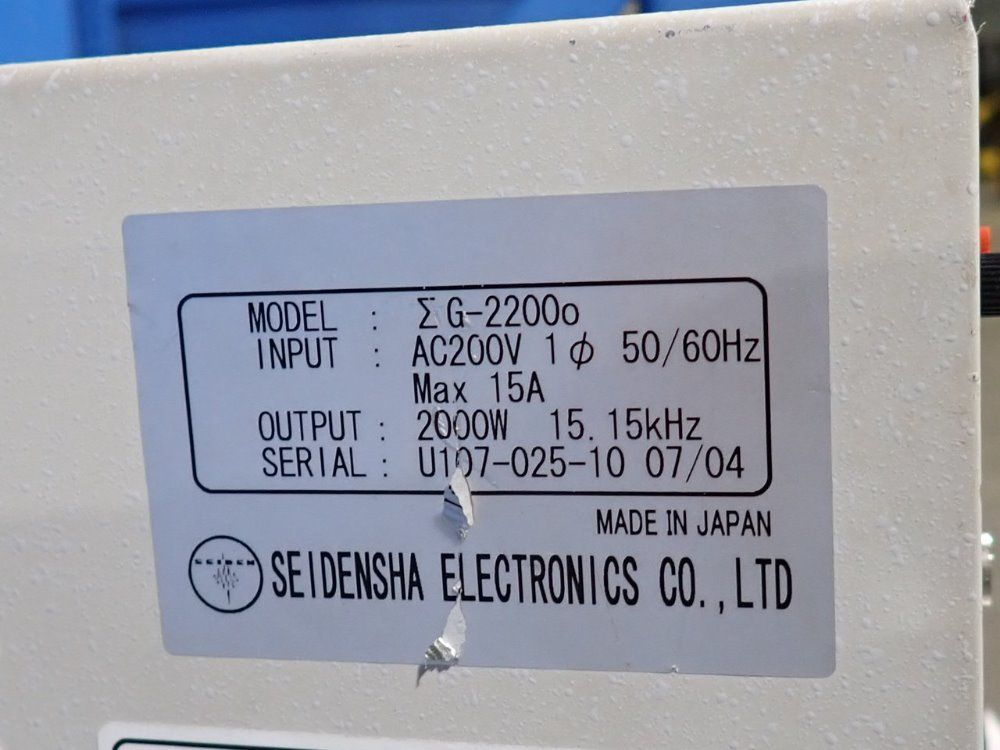 MODEL : Σ G-2200o
INPUT : AC200V 1φ 50/60Hz
Max 15A
OUTPUT : 2000W 15.15kHz
SERIAL : U107-025-10 07/04
MADE IN JAPAN
SEIDEM
SEIDENSHA ELECTRONICS CO.,LTD